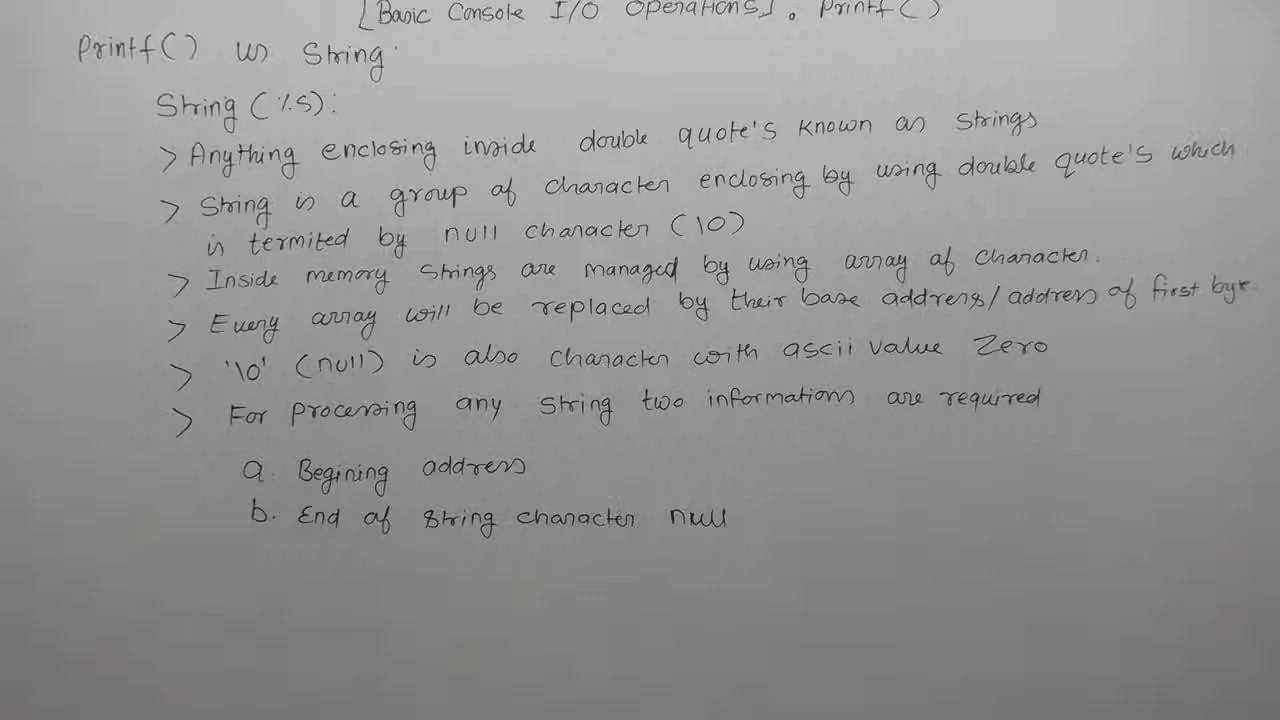 [Basic Console I/O Operations]. Printf()
Printf() w) String
String (%s):
> Anything enclosing inside double quote's known as strings
> String is a group of character enclosing by using double quote's which
is termited by null character (\0)
> Inside memory strings are managed by using array of character.
> Every array will be replaced by their base address/address of first byte.
> '\0' (null) is also character with ascii value zero
> For processing any string two informations are required
a. Begining address
b. End of string character null